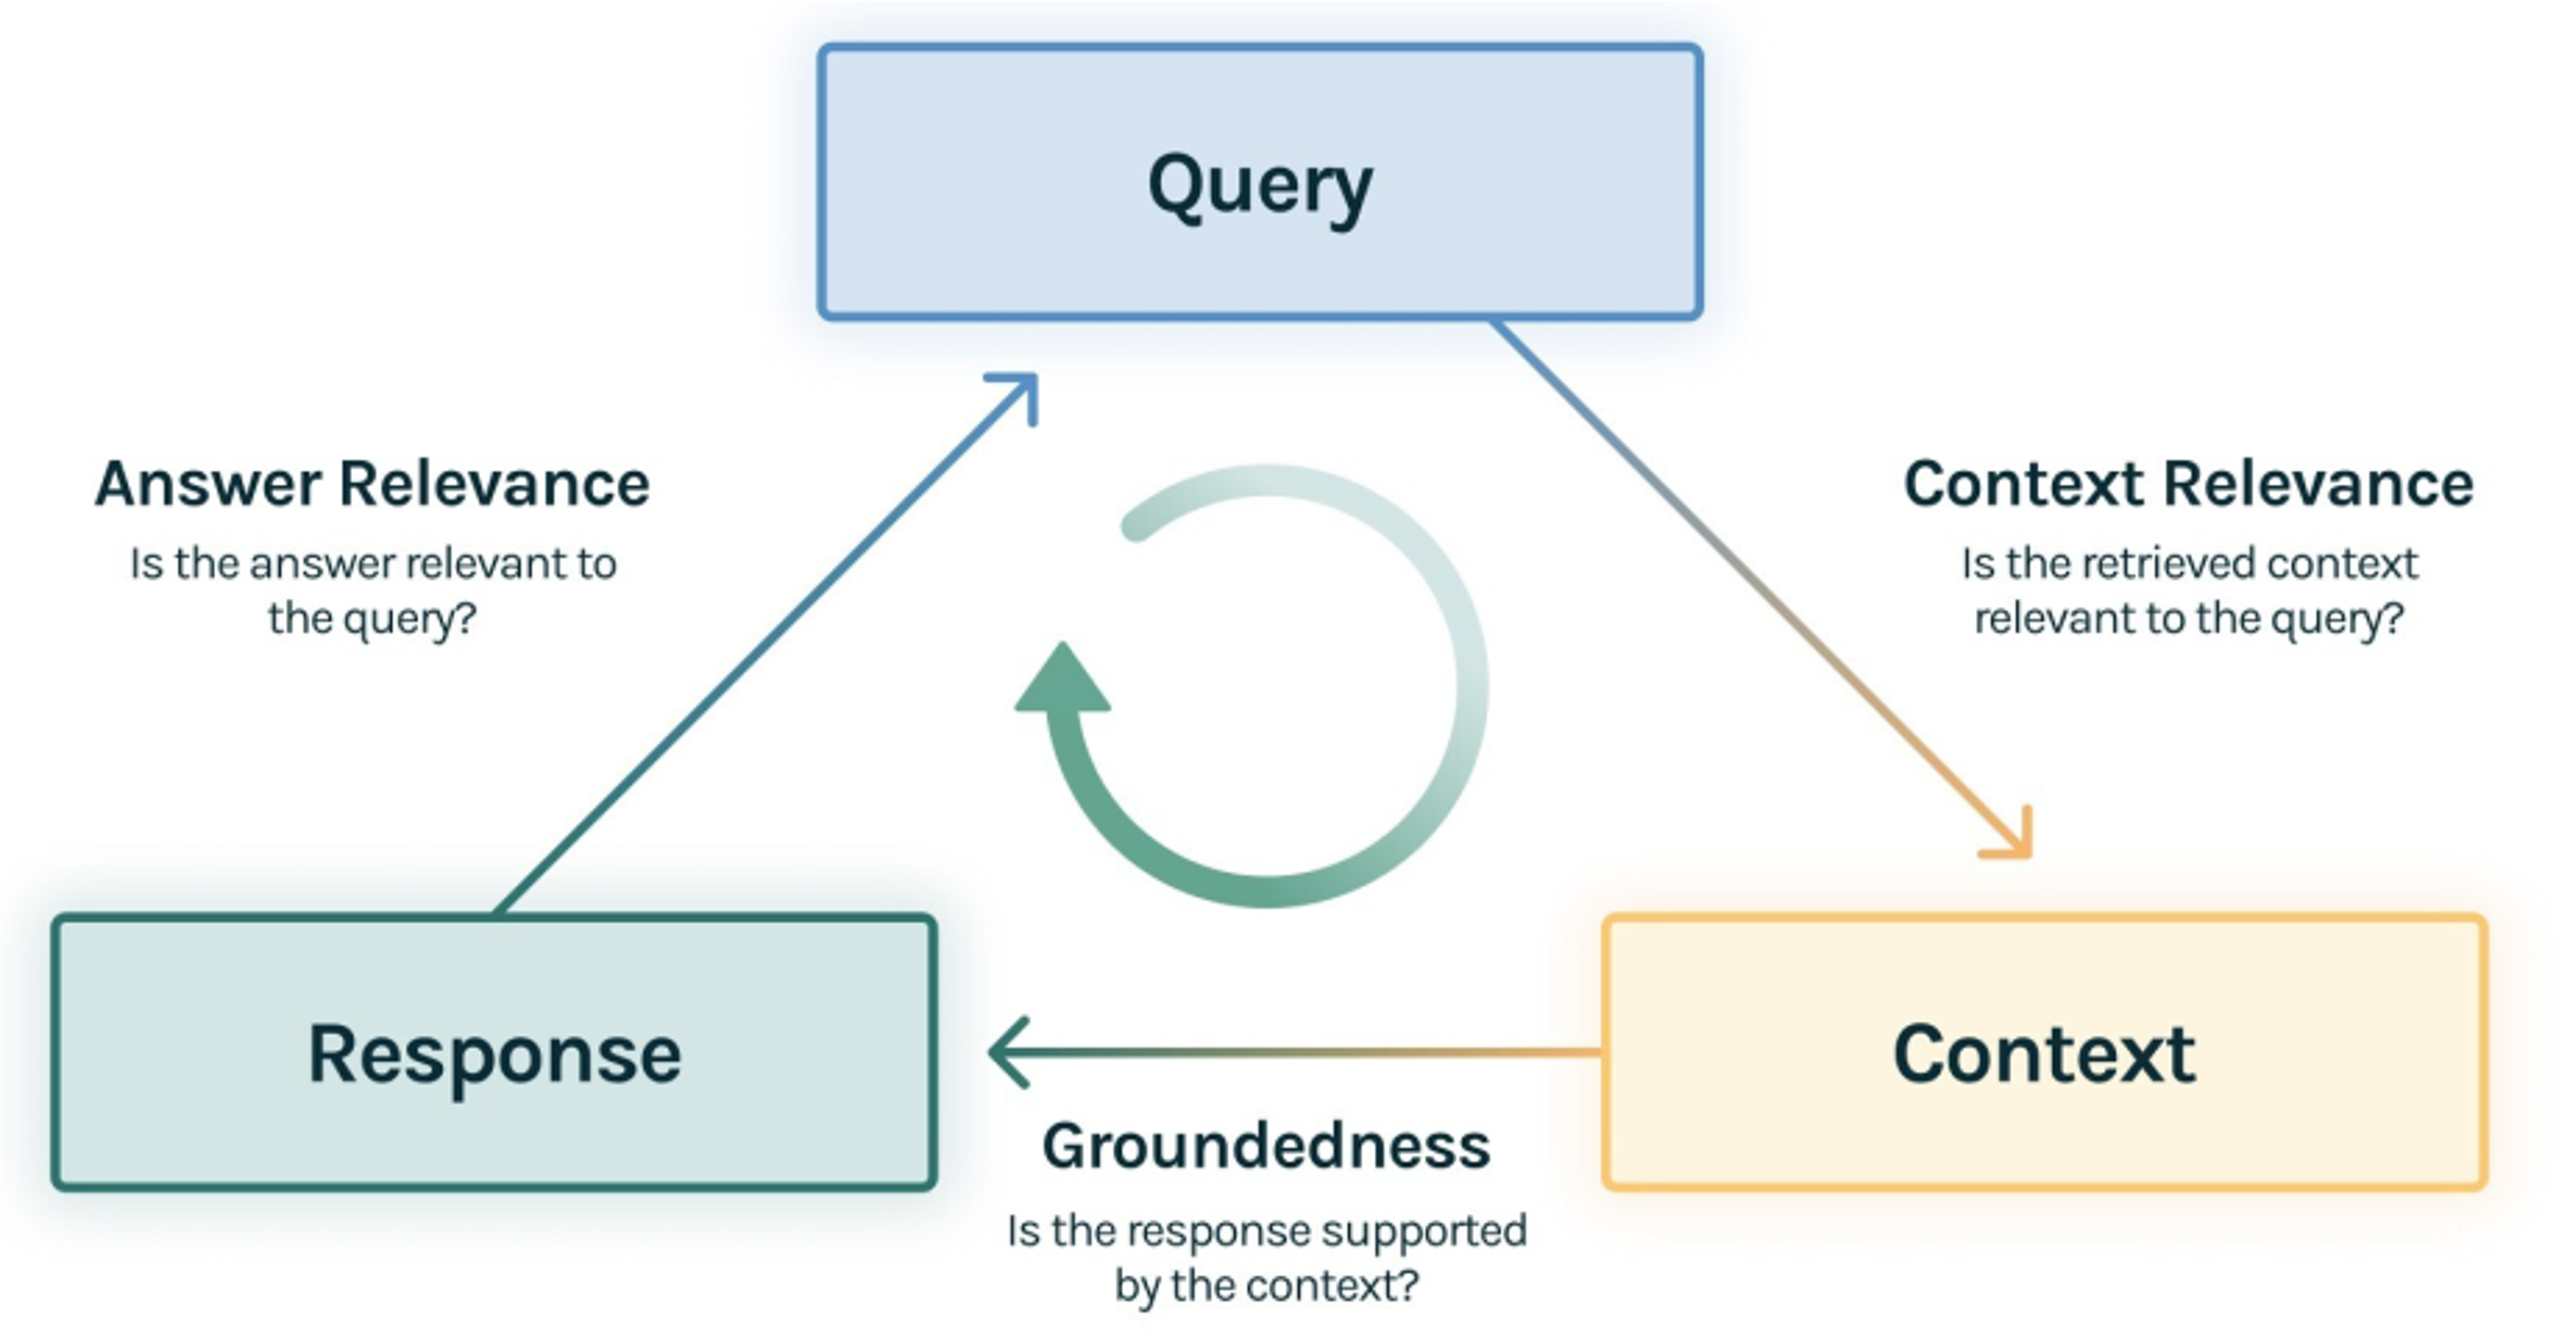 Query
Answer Relevance
Is the answer relevant to
the query?
Context Relevance
Is the retrieved context
relevant to the query?
Response
Context
Groundedness
Is the response supported
by the context?